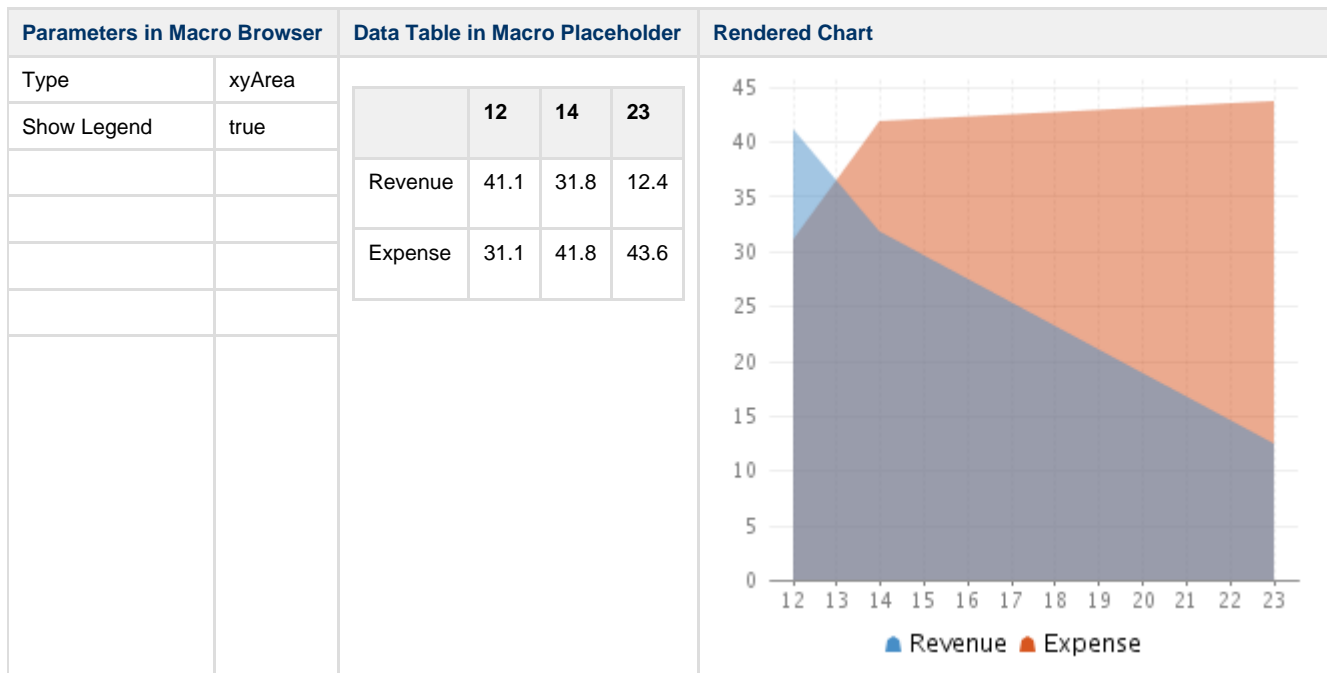 Parameters in Macro Browser Data Table in Macro Placeholder Rendered Chart
Type xyArea
Show Legend true
12 14 23
Revenue 41.1 31.8 12.4
Expense 31.1 41.8 43.6
45
40
35
30
25
20
15
10
5
0
12 13 14 15 16 17 18 19 20 21 22 23
Revenue Expense